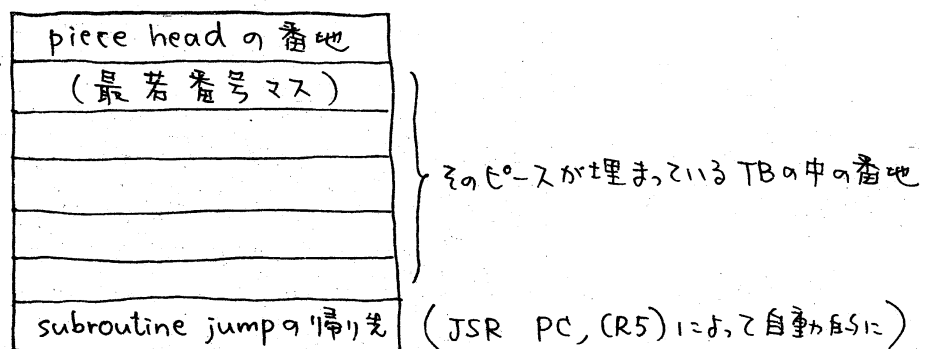 piece head の 番地
(最若番号マス)
そのピースが埋まっている TBの中の番地
subroutine jumpの帰り先 (JSR PC, (R5) によって自動的に)